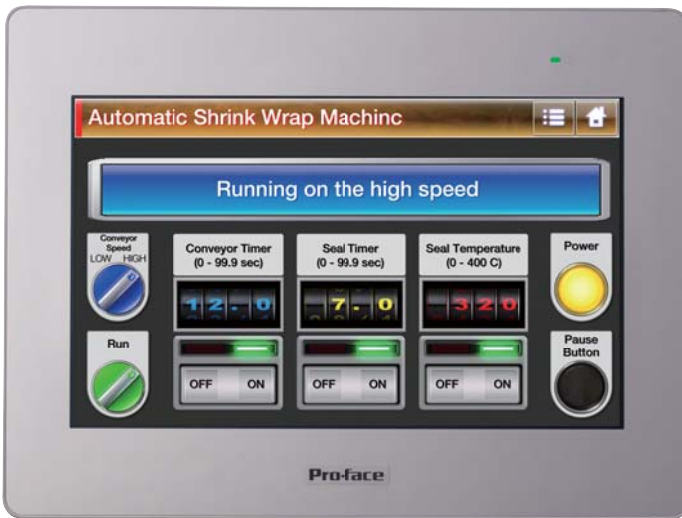 Automatic Shrink Wrap Machinc
Running on the high speed
Conveyor
Speed
LOW HIGH
Conveyor Timer
(0 - 99.9 sec)
Seal Timer
(0 - 99.9 sec)
Seal Temperature
(0 - 400 C)
Power
12.0
7.0
320
Run
Pause
Button
OFF ON
OFF ON
OFF ON
Pro-face